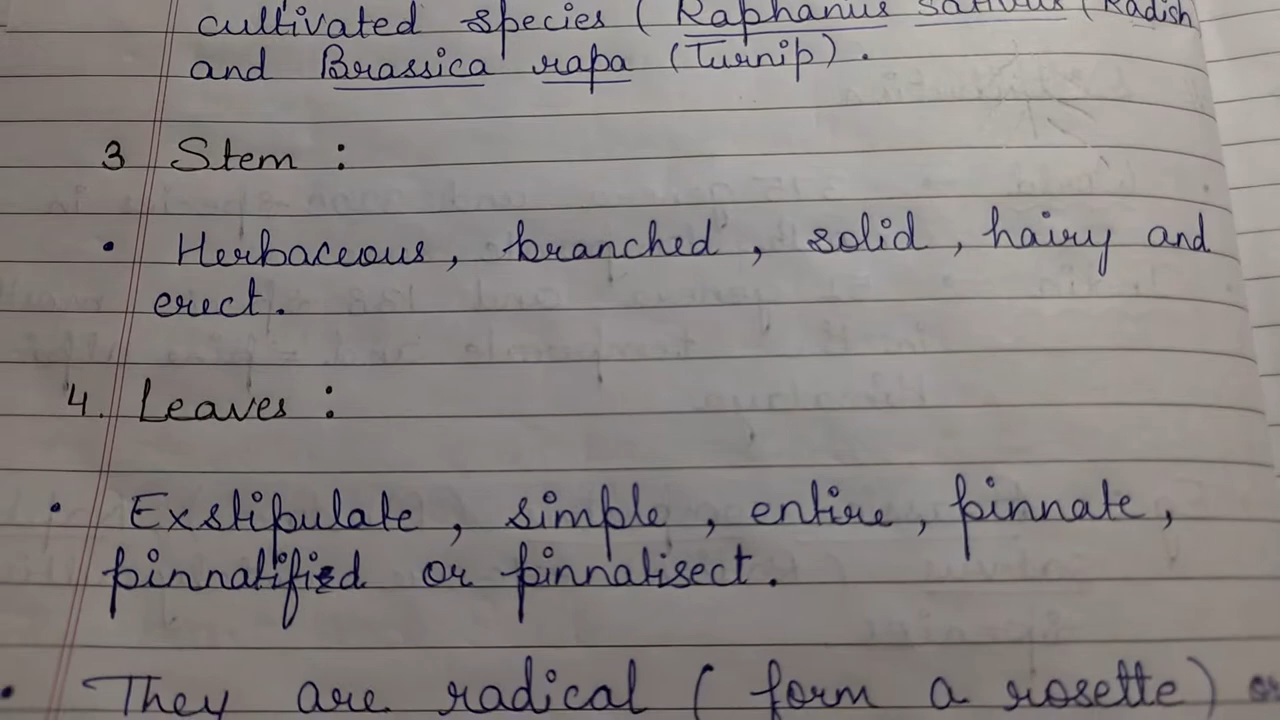 cultivated species ( Raphanus sativus ( Radish
and Brassica rapa ( Turnip ) .
3 Stem :
• Herbaceous , branched , solid , hairy and
erect .
4. Leaves :
• Exstipulate , simple , entire , pinnate ,
pinnatified or pinnatisect .
• They are radical ( form a rosette ) or